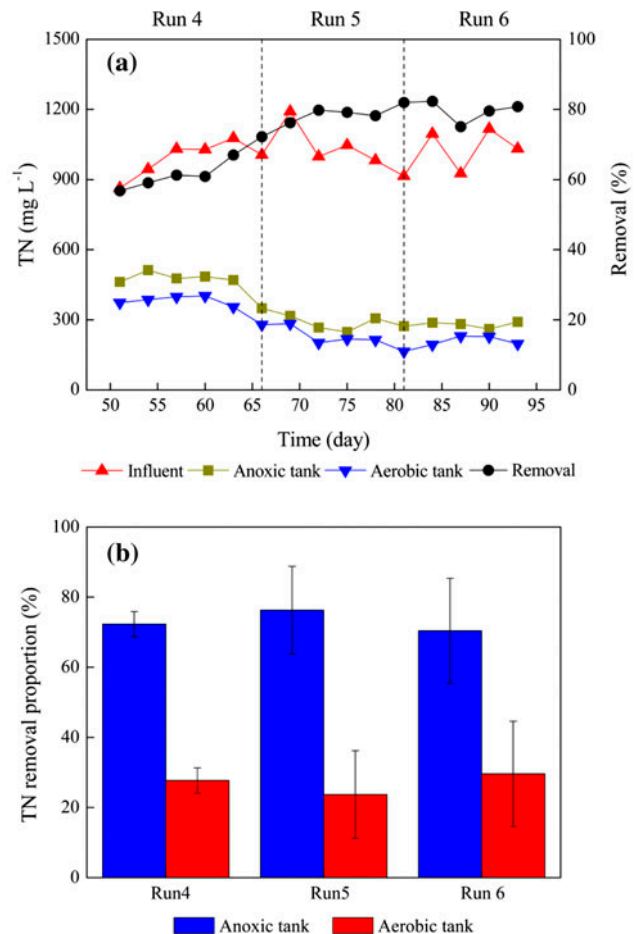 Run 4 Run 5 Run 6
(a)
1500
1200
900
600
300
0
TN (mg L⁻¹)
100
80
60
40
20
0
Removal (%)
50 55 60 65 70 75 80 85 90 95
Time (day)
Influent Anoxic tank Aerobic tank Removal
(b)
100
80
60
40
20
0
TN removal proportion (%)
Run4 Run5 Run 6
Anoxic tank Aerobic tank